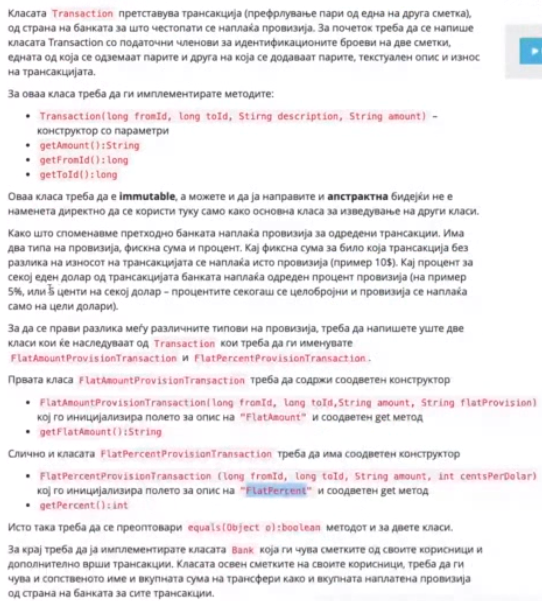 Класата Transaction претставува трансакција (префрлување пари од една на друга сметка),
од страна на банката за што честопати се наплаќа провизија. За почеток треба да се напише
класата Transaction со податочни членови за идентификационите броеви на две сметки,
едната од која се одземаат парите и друга на која се додаваат парите, текстуален опис и износ
на трансакцијата.
За оваа класа треба да ги имплементирате методите:
• Transaction(long fromId, long toId, Stirng description, String amount) –
конструктор со параметри
• getAmount():String
• getFromId():long
• getToId():long
Оваа класа треба да е immutable, а можете и да ја направите и апстрактна бидејќи не е
наменета директно да се користи туку само како основна класа за изведување на други класи.
Како што споменавме претходно банката наплаќа провизија за одредени трансакции. Има
два типа на провизија, фискна сума и процент. Кај фиксна сума за било која трансакција без
разлика на износот на трансакцијата се наплаќа исто провизија (пример 10$). Кај процент за
секој еден долар од трансакцијата банката наплаќа одреден процент провизија (на пример
5%, или 5 центи на секој долар – процентите секогаш се целобројни и провизија се наплаќа
само на цели долари).
За да се прави разлика меѓу различните типови на провизија, треба да напишете уште две
класи кои ќе наследуваат од Transaction кои треба да ги именувате
FlatAmountProvisionTransaction и FlatPercentProvisionTransaction.
Првата класа FlatAmountProvisionTransaction треба да содржи соодветен конструктор
• FlatAmountProvisionTransaction(long fromId, long toId,String amount, String flatProvision)
кој го иницијализира полето за опис на "FlatAmount" и соодветен get метод
• getFlatAmount():String
Слично и класата FlatPercentProvisionTransaction треба да има соодветен конструктор
• FlatPercentProvisionTransaction (long fromId, long toId, String amount, int centsPerDolar)
кој го иницијализира полето за опис на "FlatPercent" и соодветен get метод
• getPercent():int
Исто така треба да се преоптовари equals(Object o):boolean методот и за двете класи.
За крај треба да ја имплементирате класата Bank која ги чува сметките од своите корисници и
дополнително врши трансакции. Класата освен сметките на своите корисници, треба да ги
чува и сопственото име и вкупната сума на трансфери како и вкупната наплатена провизија
од страна на банката за сите трансакции.